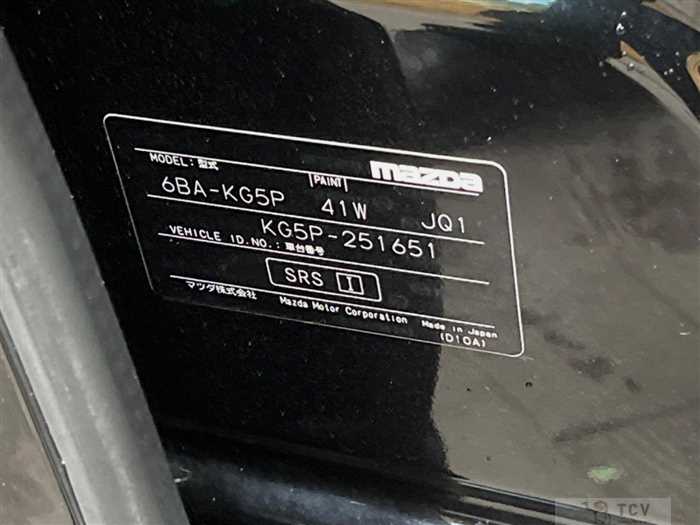 mazda
MODEL: 型式 PAINT
6BA-KG5P 41W JQ1
VEHICLE ID.NO.: 車台番号 KG5P-251651
SRS I
マツダ株式会社 Mazda Motor Corporation Made in Japan
(D10A)
TCV